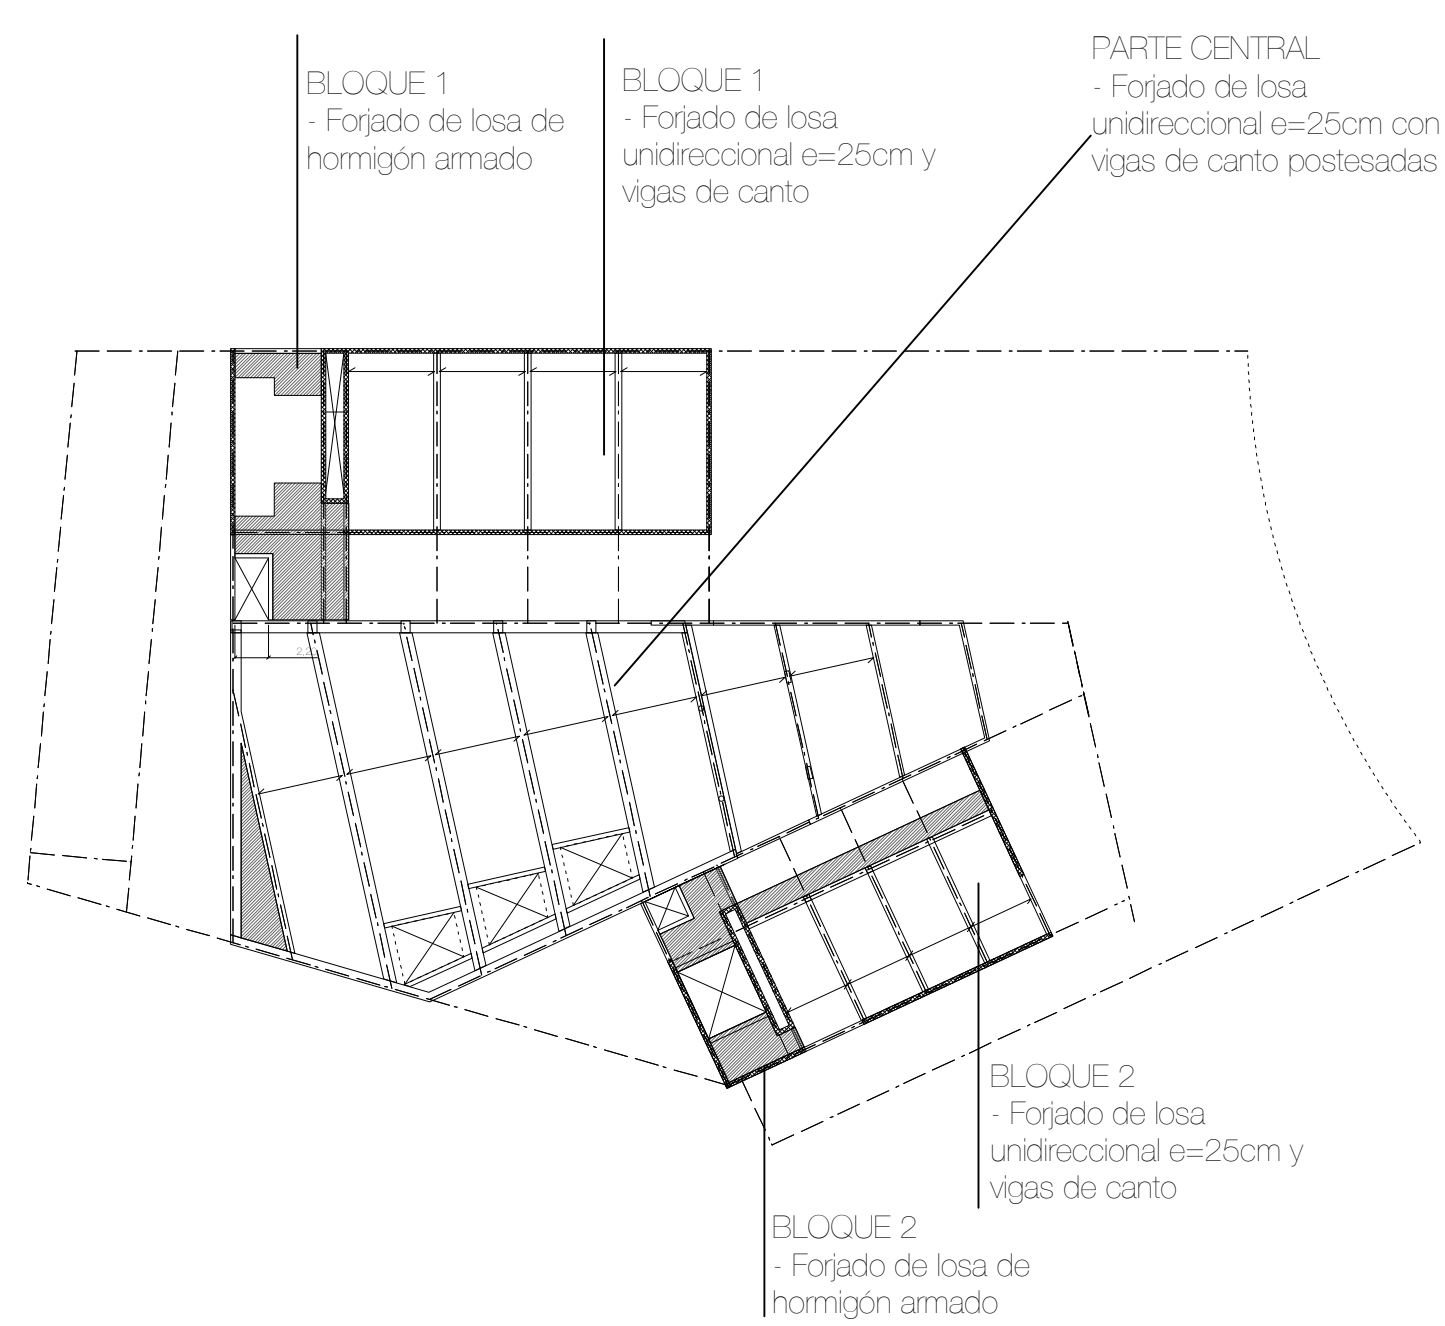 BLOQUE 1
- Forjado de losa de
hormigón armado
BLOQUE 1
- Forjado de losa
unidireccional e=25cm y
vigas de canto
PARTE CENTRAL
- Forjado de losa
unidireccional e=25cm con
vigas de canto postesadas
BLOQUE 2
- Forjado de losa
unidireccional e=25cm y
vigas de canto
BLOQUE 2
- Forjado de losa de
hormigón armado